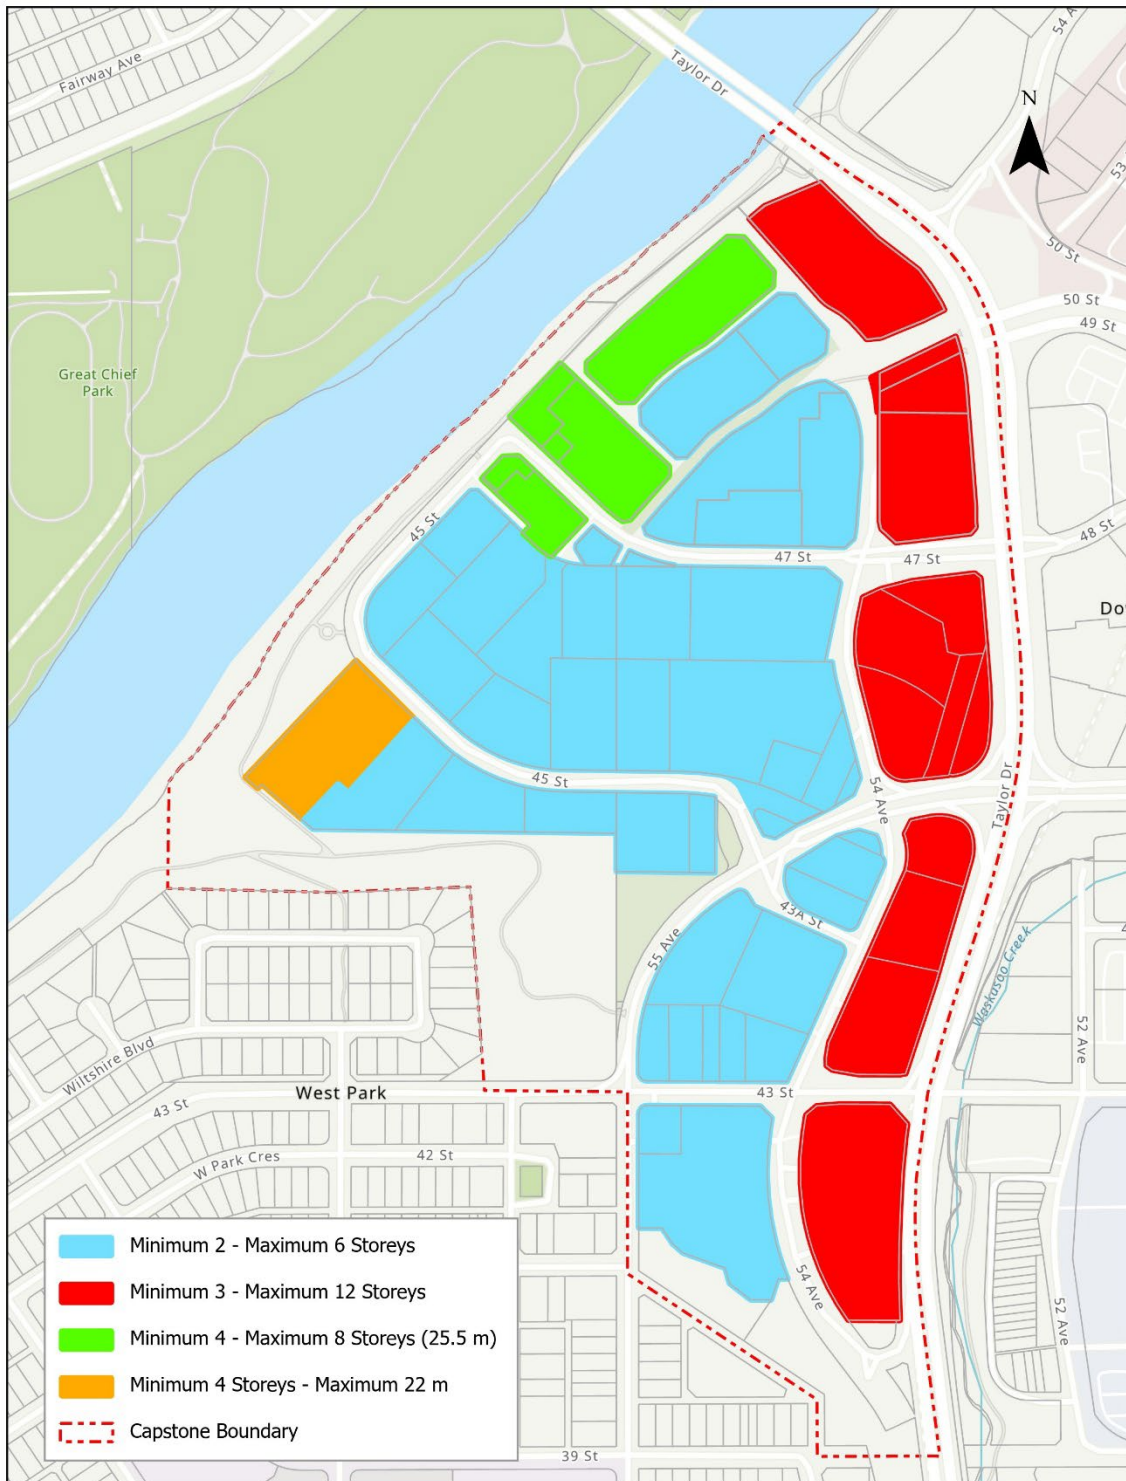 Fairway Ave
Taylor Dr
54 A
N
53
50 St
50 St
49 St
Great Chief
Park
45 St
48 St
47 St
47 St
Do
45 St
54 Ave
Taylor Dr
43A St
55 Ave
Waskasoo Creek
52 Ave
4
Wiltshire Blvd
West Park
43 St
43 St
W Park Cres
42 St
54 Ave
52 Ave
Minimum 2 - Maximum 6 Storeys
Minimum 3 - Maximum 12 Storeys
Minimum 4 - Maximum 8 Storeys (25.5 m)
Minimum 4 Storeys - Maximum 22 m
Capstone Boundary
39 St